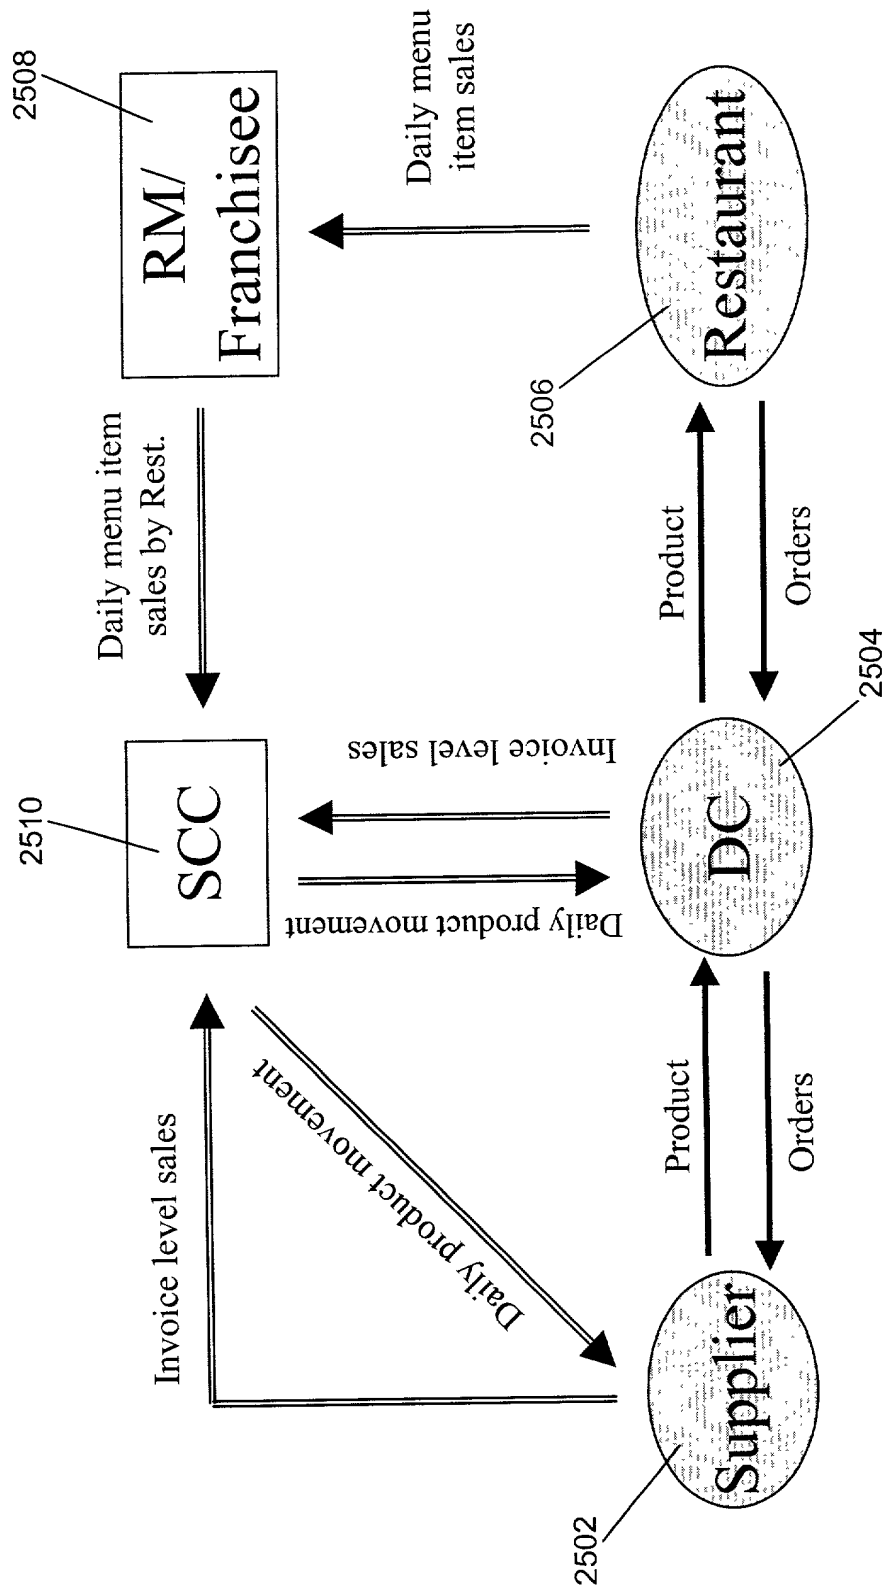 2510
2508
SCC
RM/
Franchisee
Daily menu item
sales by Rest.
Invoice level sales
Daily product movement
Daily product movement
Invoice level sales
Daily menu
item sales
2502
Supplier
Product
Orders
DC
2504
Product
Orders
2506
Restaurant